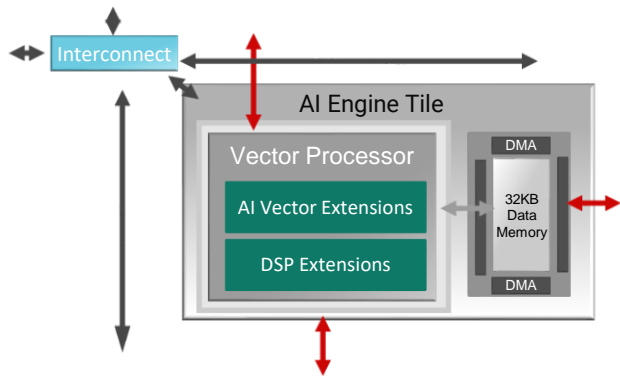 Interconnect
AI Engine Tile
Vector Processor
AI Vector Extensions
DSP Extensions
DMA
32KB
Data
Memory
DMA